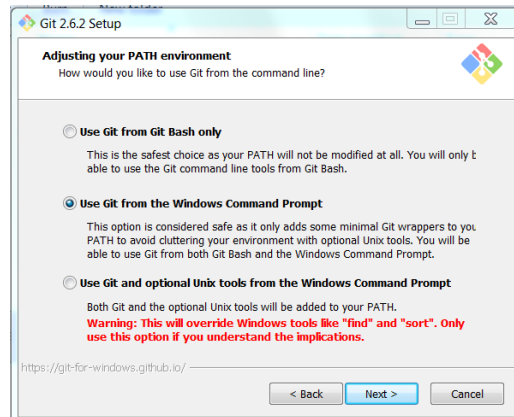 Git 2.6.2 Setup
Adjusting your PATH environment
How would you like to use Git from the command line?
Use Git from Git Bash only
This is the safest choice as your PATH will not be modified at all. You will only
able to use the Git command line tools from Git Bash.
Use Git from the Windows Command Prompt
This option is considered safe as it only adds some minimal Git wrappers to you
PATH to avoid cluttering your environment with optional Unix tools. You will be
able to use Git from both Git Bash and the Windows Command Prompt.
Use Git and optional Unix tools from the Windows Command Prompt
Both Git and the optional Unix tools will be added to your PATH.
Warning: This will override Windows tools like "find" and "sort". Only
use this option if you understand the implications.
https://git-for-windows.github.io/
< Back
Next >
Cancel